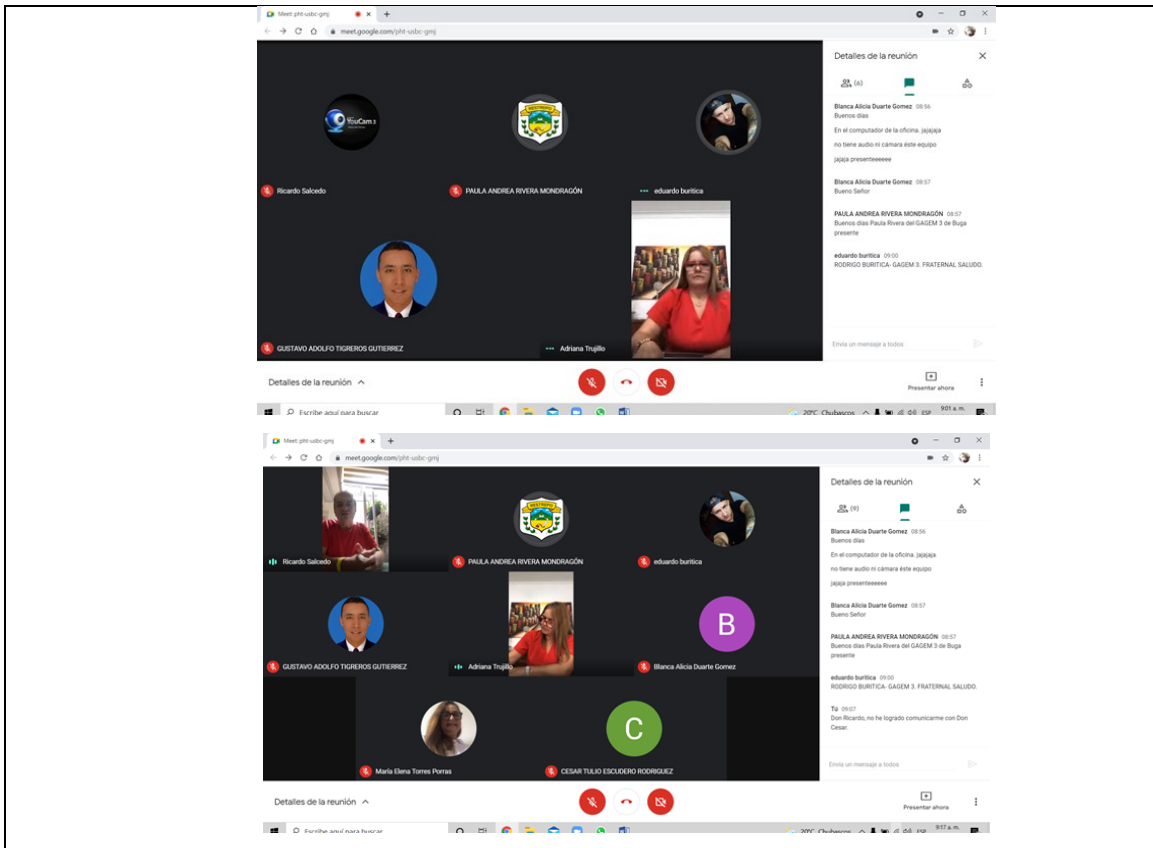 Meet: pht-usbc-gmj
meet.google.com/pht-usbc-gmj
YouCam 3
RESTREPO
Ricardo Salcedo
PAULA ANDREA RIVERA MONDRAGÓN
eduardo buritica
GUSTAVO ADOLFO TIGREROS GUTIERREZ
Adriana Trujillo
Detalles de la reunión
(6)
Blanca Alicia Duarte Gomez 08:56
Buenos días
En el computador de la oficina. jajajaja
no tiene audio ni cámara éste equipo
jajaja presenteeeeee
Blanca Alicia Duarte Gomez 08:57
Bueno Señor
PAULA ANDREA RIVERA MONDRAGÓN 08:57
Buenos días Paula Rivera del GAGEM 3 de Buga
presente
eduardo buritica 09:00
RODRIGO BURITICA- GAGEM 3. FRATERNAL SALUDO.
Envía un mensaje a todos
Detalles de la reunión
Presentar ahora
Escribe aquí para buscar
20°C Chubascos
ESP
9:01 a. m.
Meet: pht-usbc-gmj
meet.google.com/pht-usbc-gmj
RESTREPO
Ricardo Salcedo
PAULA ANDREA RIVERA MONDRAGÓN
eduardo buritica
GUSTAVO ADOLFO TIGREROS GUTIERREZ
Adriana Trujillo
B
Blanca Alicia Duarte Gomez
María Elena Torres Porras
C
CESAR TULIO ESCUDERO RODRIGUEZ
Detalles de la reunión
(9)
Blanca Alicia Duarte Gomez 08:56
Buenos días
En el computador de la oficina. jajajaja
no tiene audio ni cámara éste equipo
jajaja presenteeeeee
Blanca Alicia Duarte Gomez 08:57
Bueno Señor
PAULA ANDREA RIVERA MONDRAGÓN 08:57
Buenos días Paula Rivera del GAGEM 3 de Buga
presente
eduardo buritica 09:00
RODRIGO BURITICA- GAGEM 3. FRATERNAL SALUDO.
Tú 09:07
Don Ricardo, no he logrado comunicarme con Don
Cesar.
Envía un mensaje a todos
Detalles de la reunión
Presentar ahora
Escribe aquí para buscar
20°C Chubascos
ESP
9:17 a. m.